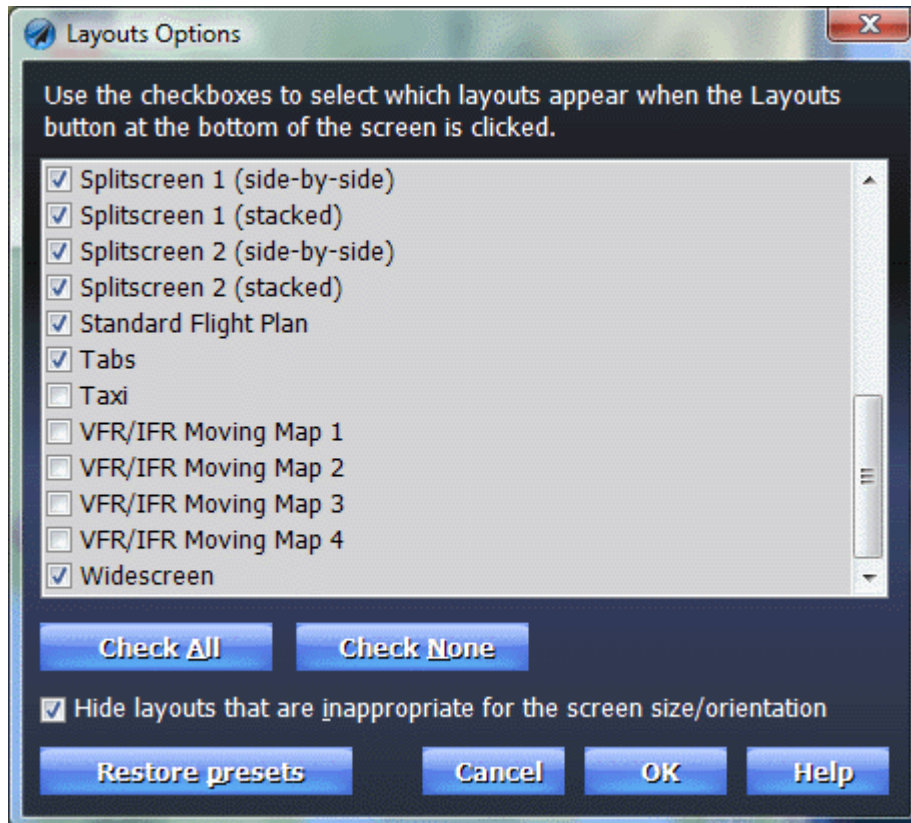 Layouts Options
Use the checkboxes to select which layouts appear when the Layouts
button at the bottom of the screen is clicked.
Splitscreen 1 (side-by-side)
Splitscreen 1 (stacked)
Splitscreen 2 (side-by-side)
Splitscreen 2 (stacked)
Standard Flight Plan
Tabs
Taxi
VFR/IFR Moving Map 1
VFR/IFR Moving Map 2
VFR/IFR Moving Map 3
VFR/IFR Moving Map 4
Widescreen
Check All Check None
Hide layouts that are inappropriate for the screen size/orientation
Restore presets Cancel OK Help